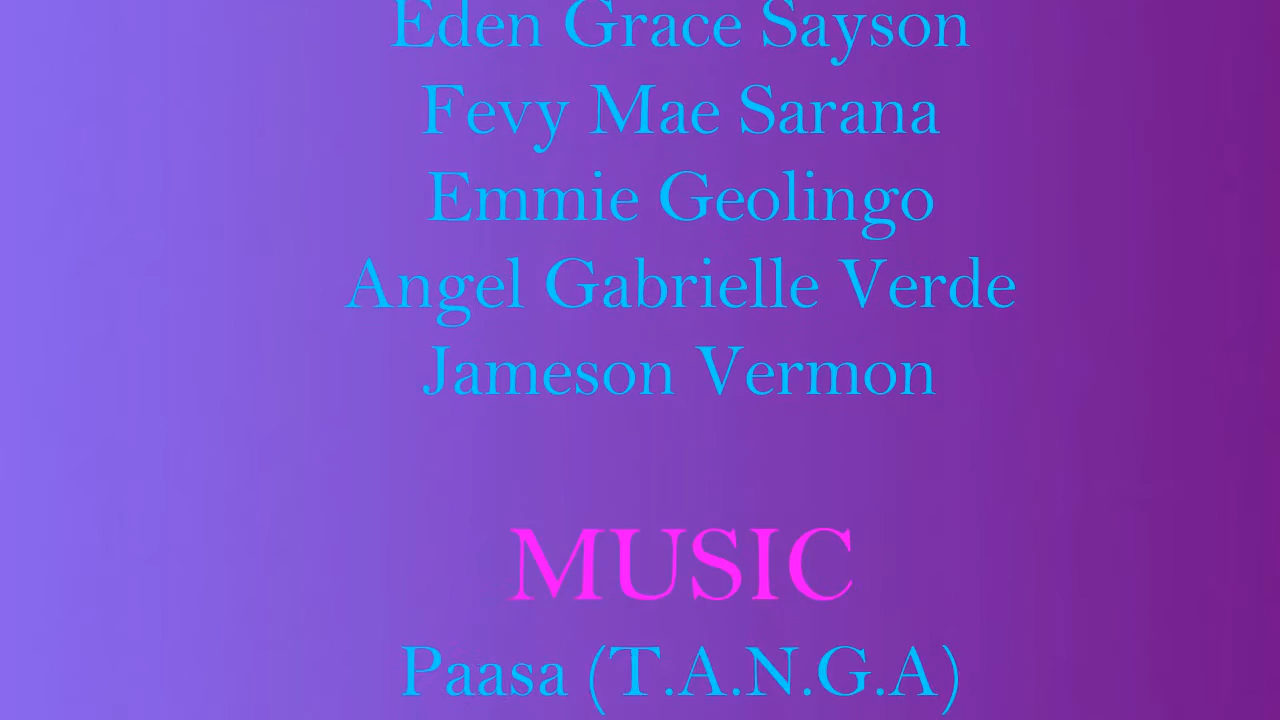 Eden Grace Sayson
Fevy Mae Sarana
Emmie Geolingo
Angel Gabrielle Verde
Jameson Vermon
MUSIC
Paasa (T.A.N.G.A)